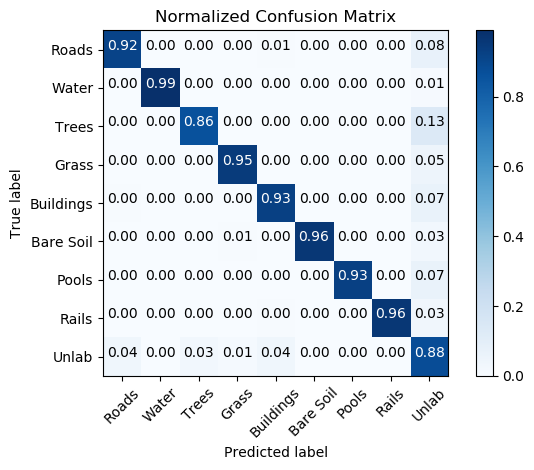 Normalized Confusion Matrix
Roads 0.92 0.00 0.00 0.00 0.01 0.00 0.00 0.00 0.08
Water 0.00 0.99 0.00 0.00 0.00 0.00 0.00 0.00 0.01
Trees 0.00 0.00 0.86 0.00 0.00 0.00 0.00 0.00 0.13
Grass 0.00 0.00 0.00 0.95 0.00 0.00 0.00 0.00 0.05
Buildings 0.00 0.00 0.00 0.00 0.93 0.00 0.00 0.00 0.07
Bare Soil 0.00 0.00 0.00 0.01 0.00 0.96 0.00 0.00 0.03
Pools 0.00 0.00 0.00 0.00 0.00 0.00 0.93 0.00 0.07
Rails 0.00 0.00 0.00 0.00 0.00 0.00 0.00 0.96 0.03
Unlab 0.04 0.00 0.03 0.01 0.04 0.00 0.00 0.00 0.88
Roads Water Trees Grass Buildings Bare Soil Pools Rails Unlab
Predicted label
True label
0.8
0.6
0.4
0.2
0.0